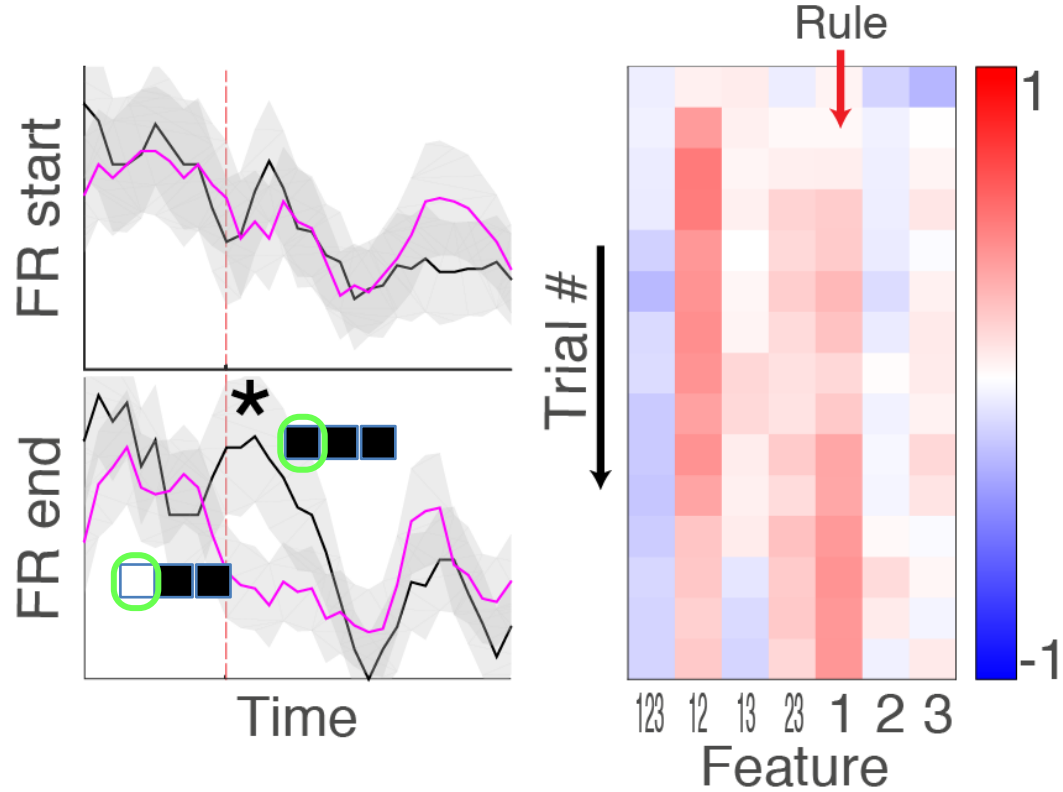 FR start
FR end
*
Time
Rule
Trial #
1
-1
123 12 13 23 1 2 3
Feature